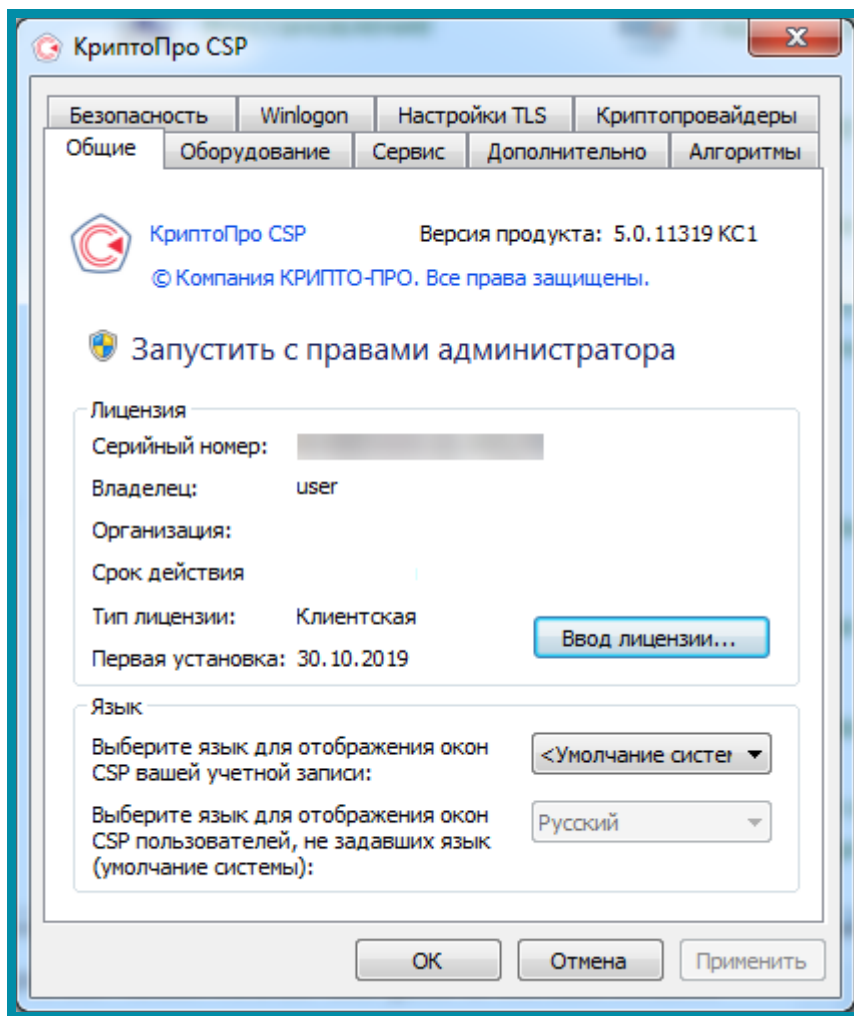 КриптоПро CSP
Безопасность Winlogon Настройки TLS Криптопровайдеры
Общие Оборудование Сервис Дополнительно Алгоритмы
КриптоПро CSP Версия продукта: 5.0.11319 КС1
© Компания КРИПТО-ПРО. Все права защищены.
Запустить с правами администратора
Лицензия
Серийный номер:
Владелец: user
Организация:
Срок действия
Тип лицензии: Клиентская
Ввод лицензии...
Первая установка: 30.10.2019
Язык
Выберите язык для отображения окон
CSP вашей учетной записи:
<Умолчание систем
Выберите язык для отображения окон
CSP пользователей, не задавших язык
(умолчание системы):
Русский
ОК Отмена Применить